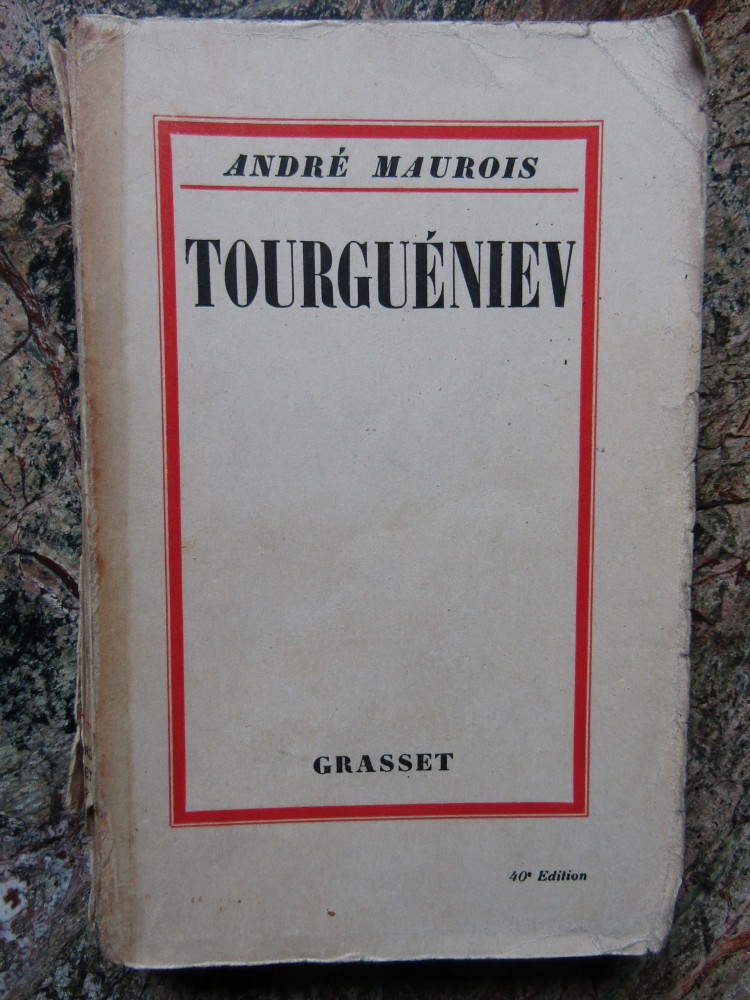 ANDRÉ MAUROIS
TOURGUÉNIEV
GRASSET
40e Edition